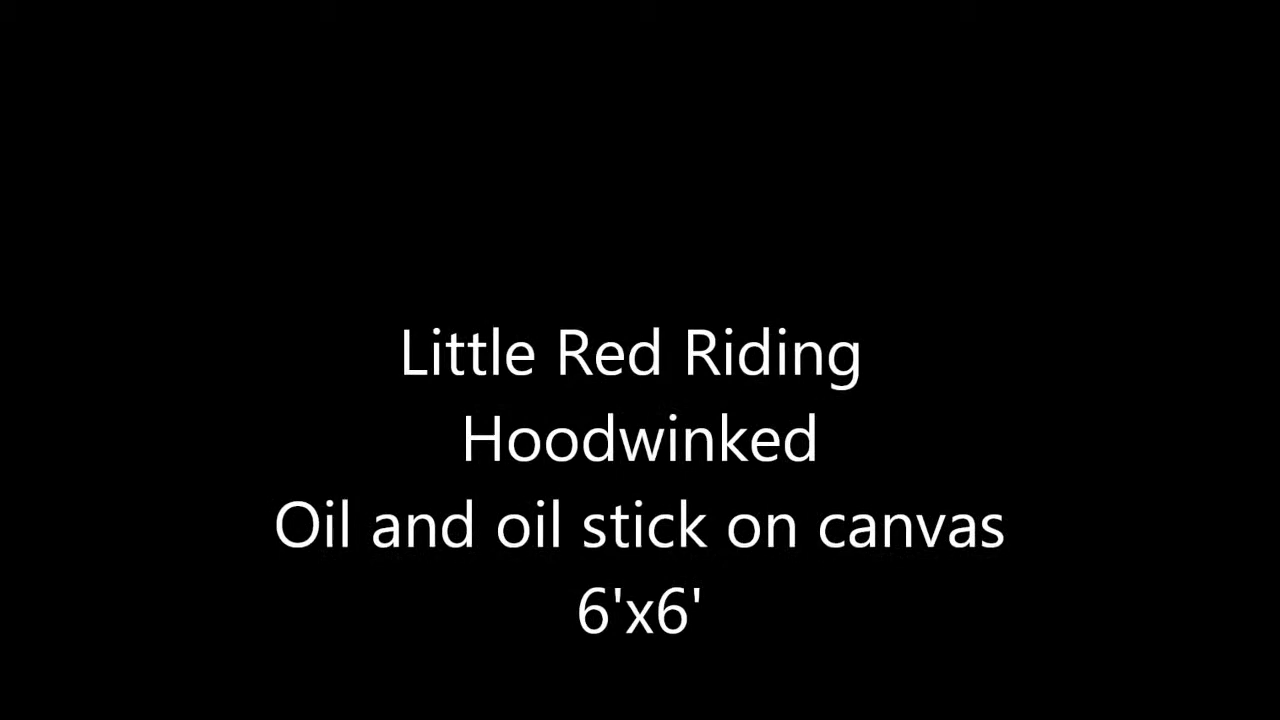 Little Red Riding
Hoodwinked
Oil and oil stick on canvas
6'x6'